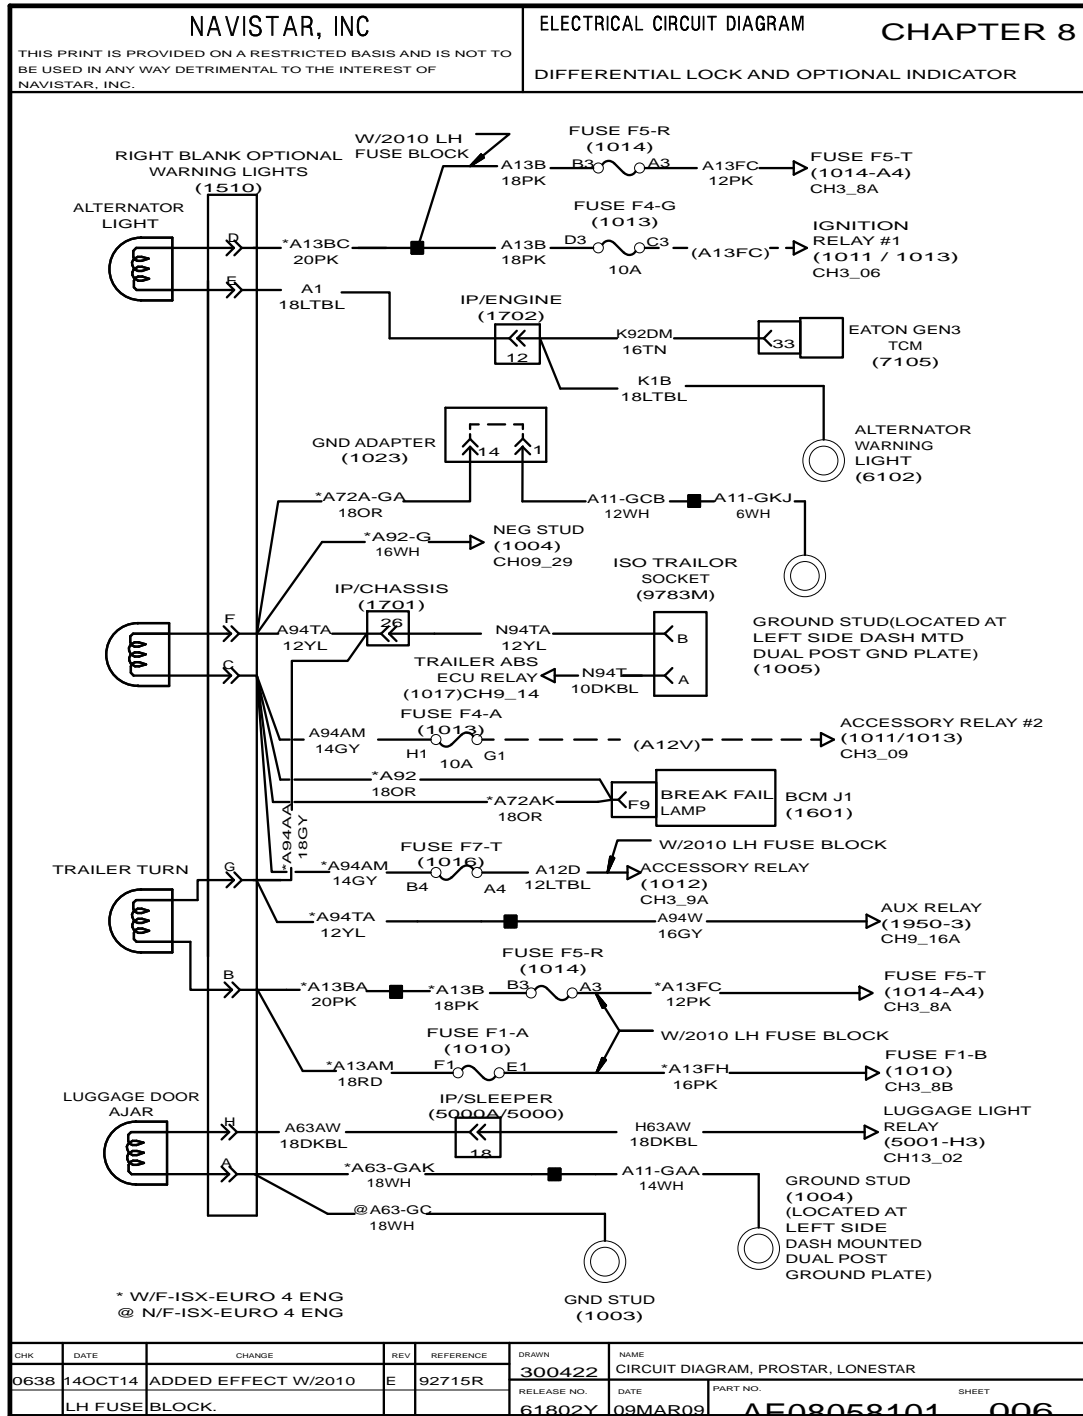 NAVISTAR, INC
THIS PRINT IS PROVIDED ON A RESTRICTED BASIS AND IS NOT TO
BE USED IN ANY WAY DETRIMENTAL TO THE INTEREST OF
NAVISTAR, INC.
ELECTRICAL CIRCUIT DIAGRAM
CHAPTER 8
DIFFERENTIAL LOCK AND OPTIONAL INDICATOR
W/2010 LH
FUSE BLOCK
FUSE F5-R
(1014)
A13B
18PK
B3
A3
A13FC
12PK
FUSE F5-T
(1014-A4)
CH3_8A
RIGHT BLANK OPTIONAL
WARNING LIGHTS
(1510)
ALTERNATOR
LIGHT
D
*A13BC
20PK
A13B
18PK
FUSE F4-G
(1013)
D3
C3
10A
(A13FC)
IGNITION
RELAY #1
(1011 / 1013)
CH3_06
E
A1
18LTBL
IP/ENGINE
(1702)
12
K92DM
16TN
33
EATON GEN3
TCM
(7105)
K1B
18LTBL
ALTERNATOR
WARNING
LIGHT
(6102)
GND ADAPTER
(1023)
14
1
*A72A-GA
18OR
A11-GCB
12WH
A11-GKJ
6WH
*A92-G
16WH
NEG STUD
(1004)
CH09_29
ISO TRAILOR
SOCKET
(9783M)
GROUND STUD(LOCATED AT
LEFT SIDE DASH MTD
DUAL POST GND PLATE)
(1005)
IP/CHASSIS
(1701)
26
F
A94TA
12YL
N94TA
12YL
B
C
TRAILER ABS
ECU RELAY
(1017)CH9_14
N94T
10DKBL
A
FUSE F4-A
(1013)
A94AM
14GY
H1
10A
G1
(A12V)
ACCESSORY RELAY #2
(1011/1013)
CH3_09
*A92
18OR
*A72AK
18OR
F9
BREAK FAIL
LAMP
BCM J1
(1601)
*A94AA
18GY
W/2010 LH FUSE BLOCK
TRAILER TURN
G
*A94AM
14GY
FUSE F7-T
(1016)
B4
A4
A12D
12LTBL
ACCESSORY RELAY
(1012)
CH3_9A
*A94TA
12YL
A94W
16GY
AUX RELAY
(1950-3)
CH9_16A
B
*A13BA
20PK
*A13B
18PK
FUSE F5-R
(1014)
B3
A3
*A13FC
12PK
FUSE F5-T
(1014-A4)
CH3_8A
W/2010 LH FUSE BLOCK
FUSE F1-A
(1010)
*A13AM
18RD
F1
E1
*A13FH
16PK
FUSE F1-B
(1010)
CH3_8B
LUGGAGE DOOR
AJAR
H
A63AW
18DKBL
IP/SLEEPER
(5000A/5000)
18
H63AW
18DKBL
LUGGAGE LIGHT
RELAY
(5001-H3)
CH13_02
A
*A63-GAK
18WH
A11-GAA
14WH
@A63-GC
18WH
GROUND STUD
(1004)
(LOCATED AT
LEFT SIDE
DASH MOUNTED
DUAL POST
GROUND PLATE)
GND STUD
(1003)
* W/F-ISX-EURO 4 ENG
@ N/F-ISX-EURO 4 ENG
CHK DATE CHANGE REV REFERENCE
0638 14OCT14 ADDED EFFECT W/2010 E 92715R
LH FUSE BLOCK.
DRAWN
300422
NAME
CIRCUIT DIAGRAM, PROSTAR, LONESTAR
RELEASE NO.
61802Y
DATE
09MAR09
PART NO.
AE08058101
SHEET
006